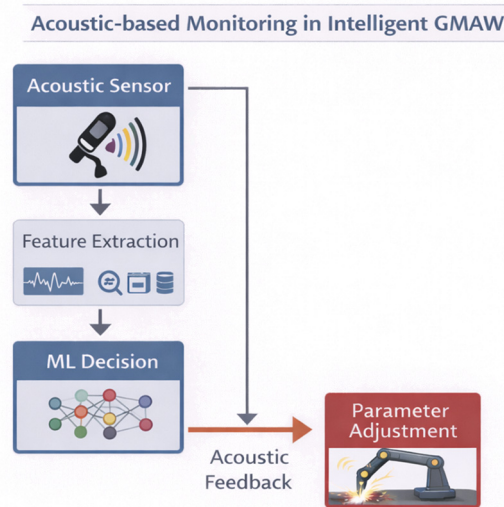 Acoustic-based Monitoring in Intelligent GMAW
Acoustic Sensor
Feature Extraction
ML Decision
Acoustic
Feedback
Parameter
Adjustment